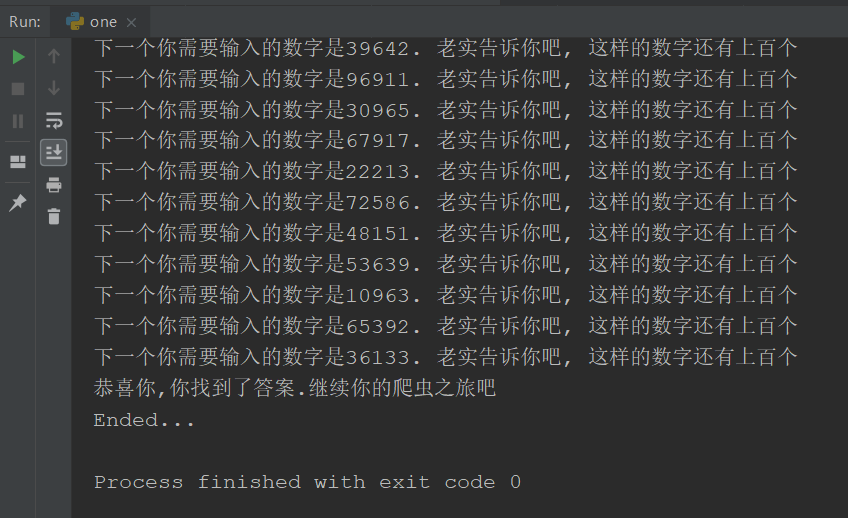 Run: one
下一个你需要输入的数字是39642. 老实告诉你吧, 这样的数字还有上百个
下一个你需要输入的数字是96911. 老实告诉你吧, 这样的数字还有上百个
下一个你需要输入的数字是30965. 老实告诉你吧, 这样的数字还有上百个
下一个你需要输入的数字是67917. 老实告诉你吧, 这样的数字还有上百个
下一个你需要输入的数字是22213. 老实告诉你吧, 这样的数字还有上百个
下一个你需要输入的数字是72586. 老实告诉你吧, 这样的数字还有上百个
下一个你需要输入的数字是48151. 老实告诉你吧, 这样的数字还有上百个
下一个你需要输入的数字是53639. 老实告诉你吧, 这样的数字还有上百个
下一个你需要输入的数字是10963. 老实告诉你吧, 这样的数字还有上百个
下一个你需要输入的数字是65392. 老实告诉你吧, 这样的数字还有上百个
下一个你需要输入的数字是36133. 老实告诉你吧, 这样的数字还有上百个
恭喜你,你找到了答案.继续你的爬虫之旅吧
Ended...
Process finished with exit code 0